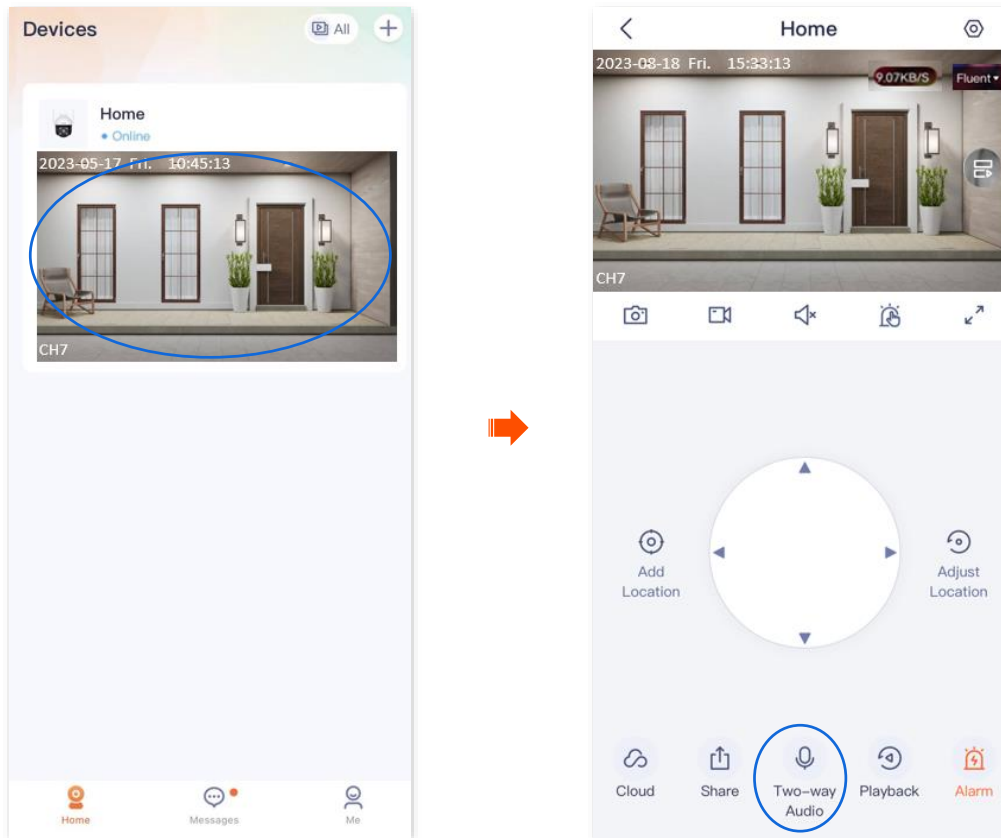 Devices
All
Home
Online
2023-05-17 Fri. 10:45:13
CH7
Home
Messages
Me
Home
2023-08-18 Fri. 15:33:13
9.07KB/S
Fluent
CH7
Add
Location
Adjust
Location
Cloud
Share
Two-way
Audio
Playback
Alarm